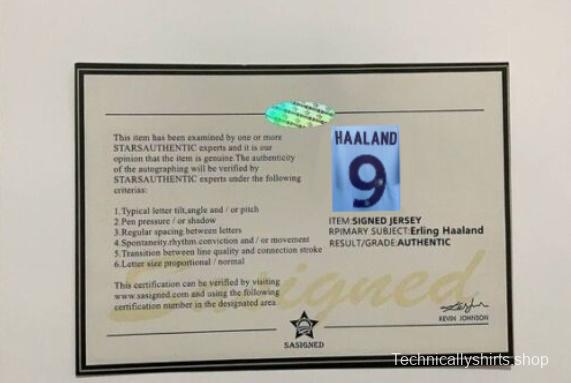 This item has been examined by one or more
STARSAUTHENTIC experts and it is our
opinion that the item is genuine.The authenticity
of the autographing will be verified by
STARSAUTHENTIC experts under the following
criterias:
1.Typical letter tilt,angle and / or pitch
2.Pen pressure / or shadow
3.Regular spacing between letters
4.Spontaneity.rhythm.conviction and / or movement
5.Transition between line quality and connection stroke
6.Letter size proportional / normal
This certification can be verified by visiting
www.sasigned.com and using the following
certification number in the designated area
HAALAND
9
ITEM:SIGNED JERSEY
RPIMARY SUBJECT:Erling Haaland
RESULT/GRADE:AUTHENTIC
Sasigned
KEVIN JOHNSON
SASIGNED
Technicallyshirts.shop